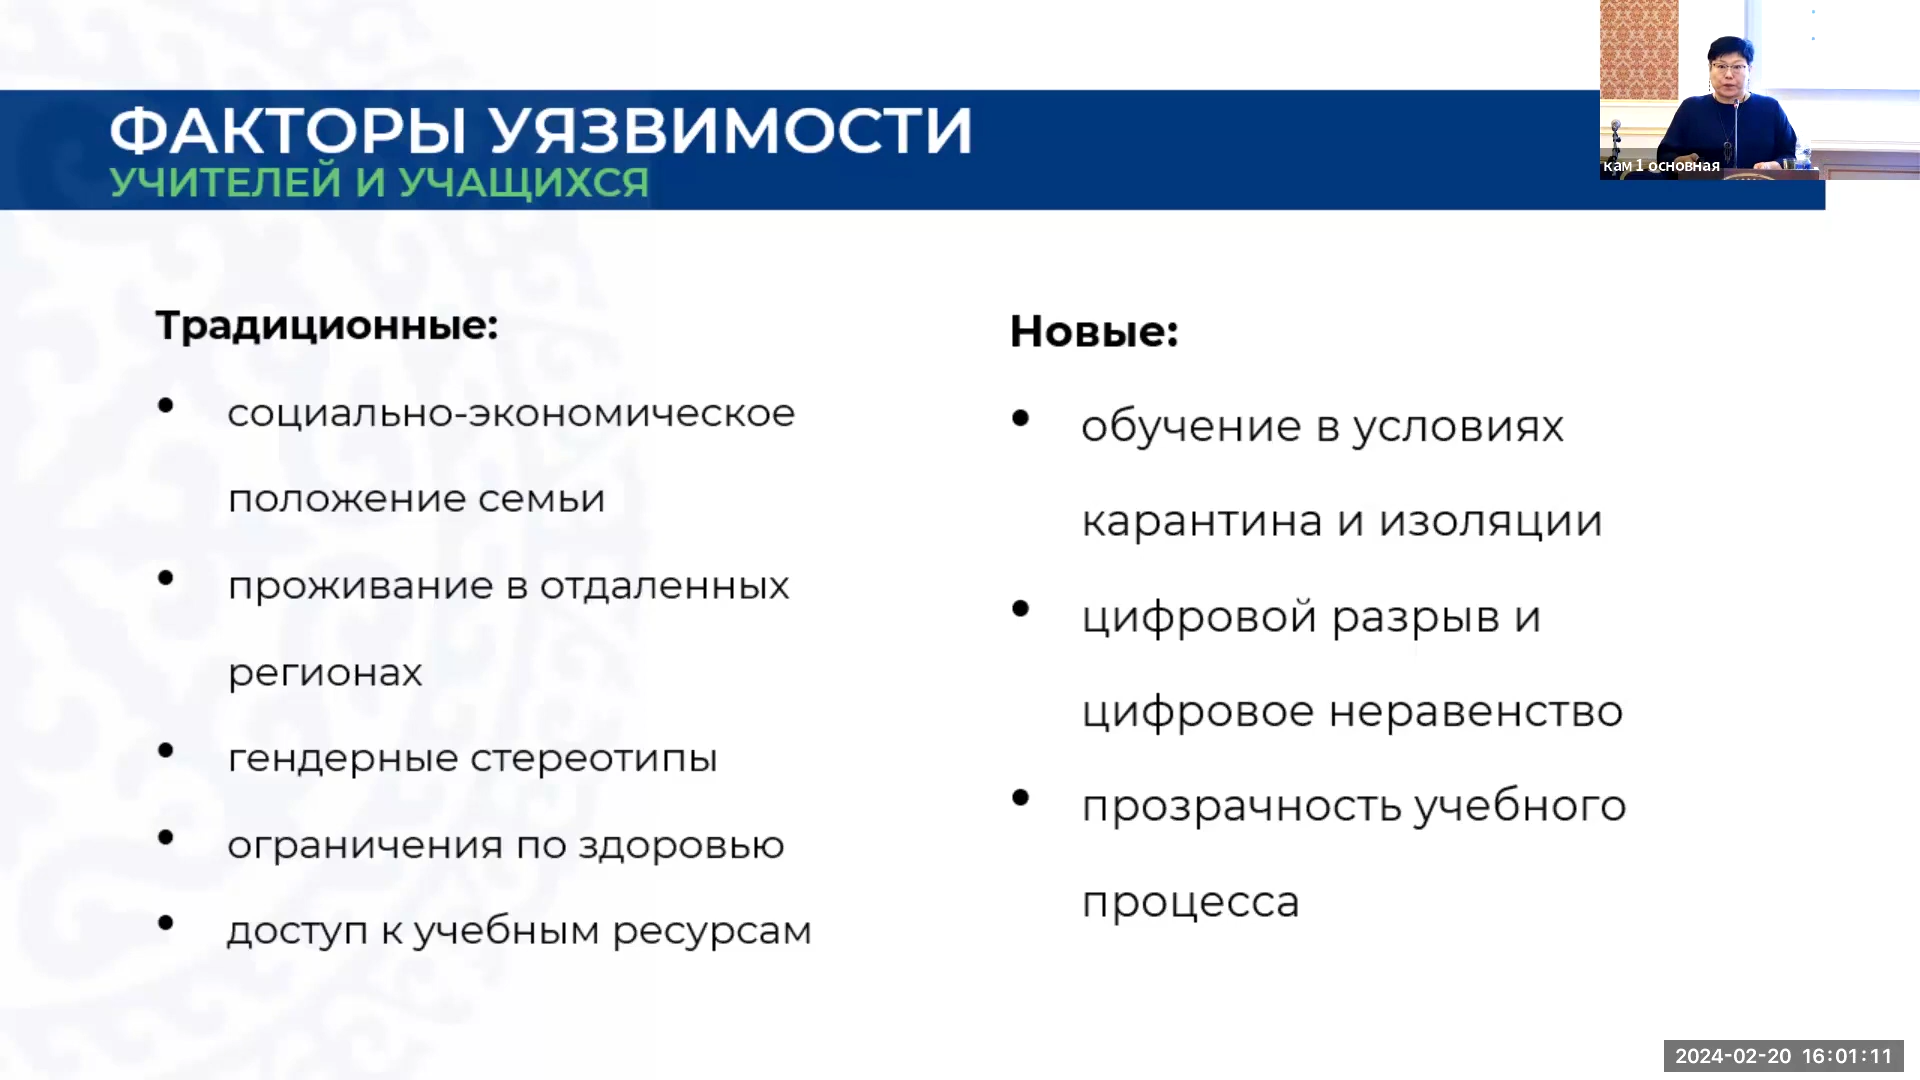 ФАКТОРЫ УЯЗВИМОСТИ
УЧИТЕЛЕЙ И УЧАЩИХСЯ
кам 1 основная
Традиционные:
• социально-экономическое
положение семьи
• проживание в отдаленных
регионах
• гендерные стереотипы
• ограничения по здоровью
• доступ к учебным ресурсам
Новые:
• обучение в условиях
карантина и изоляции
• цифровой разрыв и
цифровое неравенство
• прозрачность учебного
процесса
2024-02-20 16:01:11